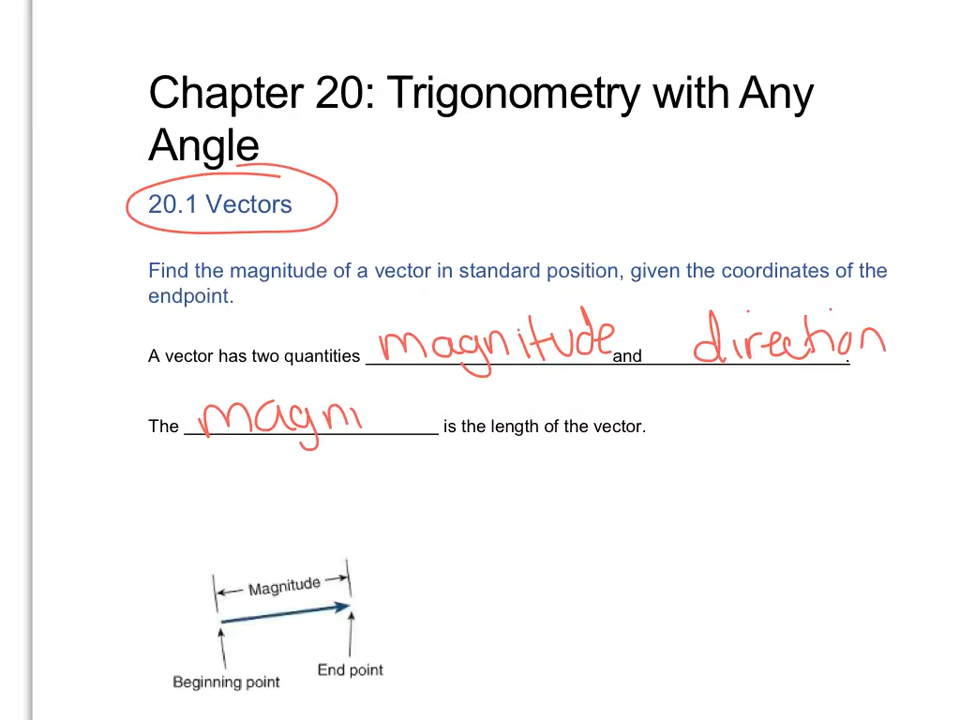 Chapter 20: Trigonometry with Any
Angle
20.1 Vectors
Find the magnitude of a vector in standard position, given the coordinates of the
endpoint.
A vector has two quantities magnitude and direction.
The magni is the length of the vector.
Magnitude
End point
Beginning point